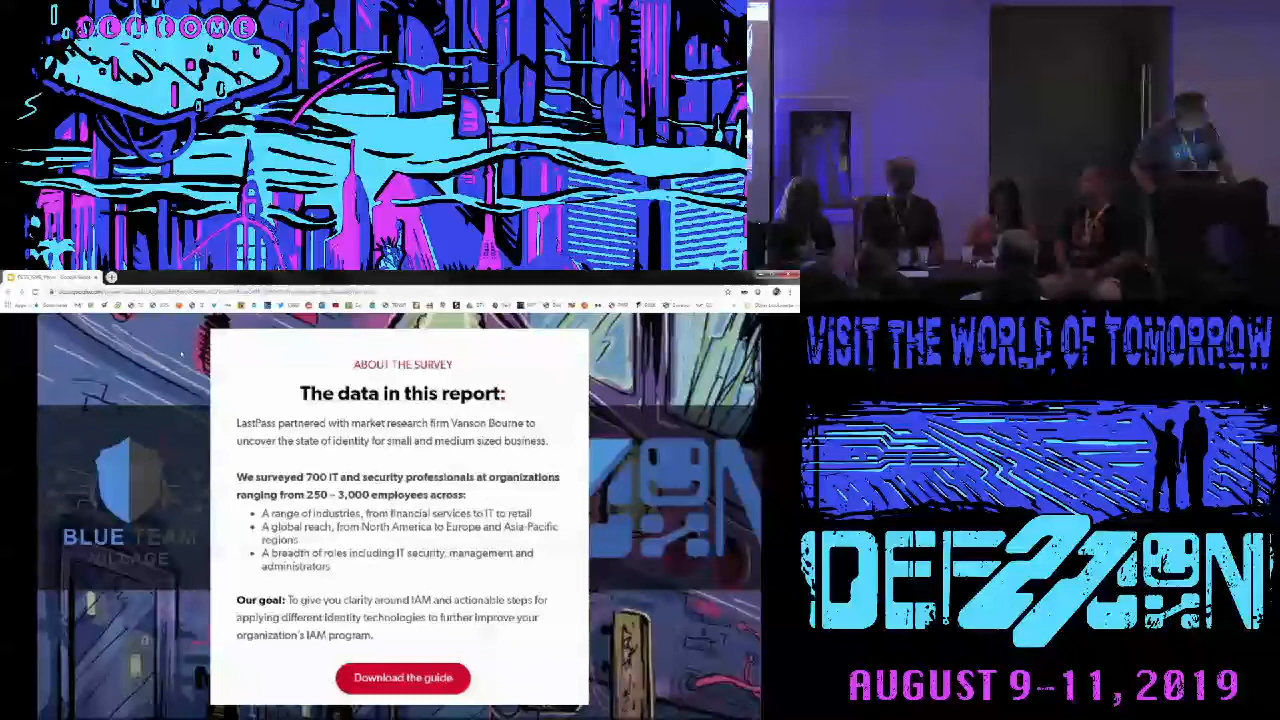 WELCOME
ABOUT THE SURVEY
The data in this report:
LastPass partnered with market research firm Vanson Bourne to
uncover the state of identity for small and medium sized business.
We surveyed 700 IT and security professionals at organizations
ranging from 250 – 3,000 employees across:
• A range of industries, from financial services to IT to retail
• A global reach, from North America to Europe and Asia-Pacific
regions
• A breadth of roles including IT security, management and
administrators
Our goal: To give you clarity around IAM and actionable steps for
applying different identity technologies to further improve your
organization's IAM program.
Download the guide
BLUE TEAM
VILLAGE
VISIT THE WORLD OF TOMORROW
DEF27CON
AUGUST 9-11, 2019